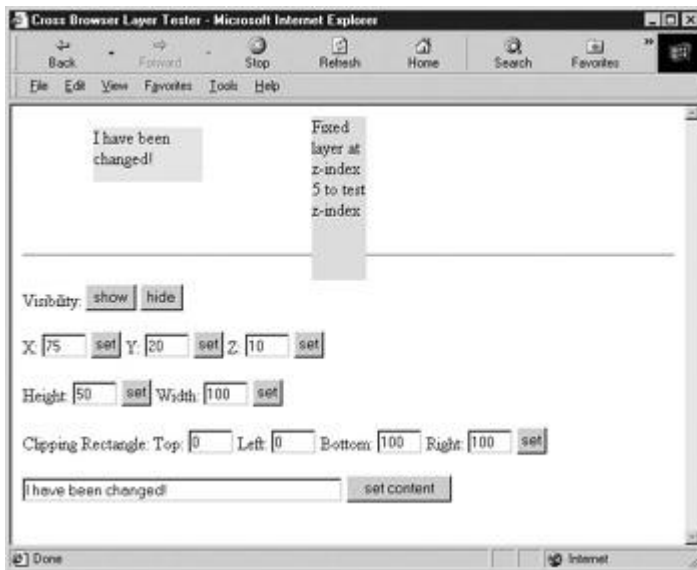 Cross Browser Layer Tester - Microsoft Internet Explorer
Back Forward Stop Refresh Home Search Favorites »
File Edit View Favorites Tools Help
I have been
changed!
Fixed
layer at
z-index
5 to test
z-index
Visibility: show hide
X: 75 set Y: 20 set Z: 10 set
Height: 50 set Width: 100 set
Clipping Rectangle: Top: 0 Left: 0 Bottom: 100 Right: 100 set
I have been changed! set content
Done Internet